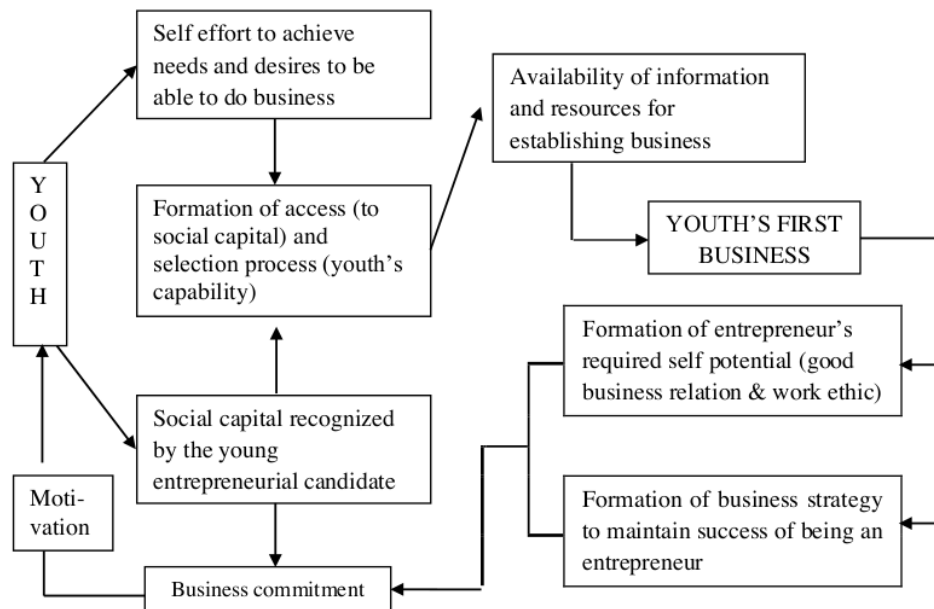 Self effort to achieve
needs and desires to be
able to do business
Availability of information
and resources for
establishing business
Y
O
U
T
H
Formation of access (to
social capital) and
selection process (youth's
capability)
YOUTH'S FIRST
BUSINESS
Formation of entrepreneur's
required self potential (good
business relation & work ethic)
Social capital recognized
by the young
entrepreneurial candidate
Moti-
vation
Formation of business strategy
to maintain success of being an
entrepreneur
Business commitment